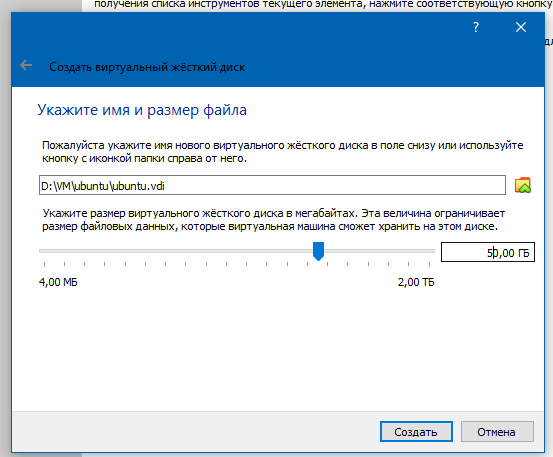 получения списка инструментов текущего элемента, нажмите соответствующую кнопку
?
Создать виртуальный жёсткий диск
Укажите имя и размер файла
Пожалуйста укажите имя нового виртуального жёсткого диска в поле снизу или используйте
кнопку с иконкой папки справа от него.
D:\VM\ubuntu\ubuntu.vdi
Укажите размер виртуального жёсткого диска в мегабайтах. Эта величина ограничивает
размер файловых данных, которые виртуальная машина сможет хранить на этом диске.
50,00 ГБ
4,00 МБ
2,00 ТБ
Создать
Отмена